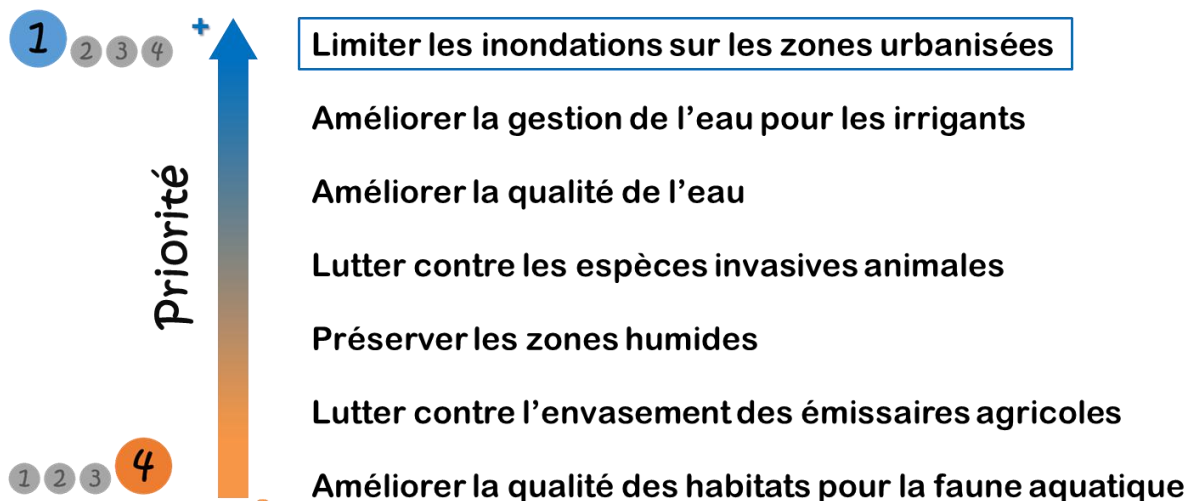 1 2 3 4 +
Limiter les inondations sur les zones urbanisées
Améliorer la gestion de l'eau pour les irrigants
Améliorer la qualité de l'eau
Priorité
Lutter contre les espèces invasives animales
Préserver les zones humides
Lutter contre l'envasement des émissaires agricoles
1 2 3 4
Améliorer la qualité des habitats pour la faune aquatique